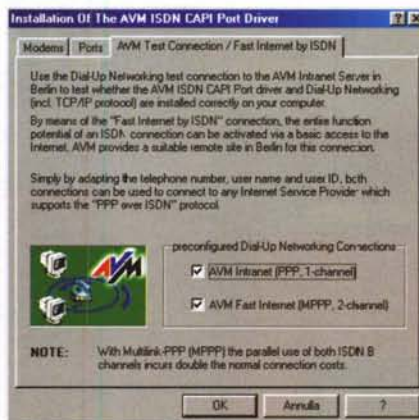 Installation Of The AVM ISDN CAPI Port Driver
Modems Ports AVM Test Connection / Fast Internet by ISDN
Use the Dial-Up Networking test connection to the AVM Intranet Server in
Berlin to test whether the AVM ISDN CAPI Port driver and Dial-Up Networking
(incl. TCP/IP protocol) are installed correctly on your computer.
By means of the "Fast Internet by ISDN" connection, the entire function
potential of an ISDN connection can be activated via a basic access to the
Internet. AVM provides a suitable remote site in Berlin for this connection.
Simply by adapting the telephone number, user name and user ID, both
connections can be used to connect to any Internet Service Provider which
supports the "PPP over ISDN" protocol.
AVM
preconfigured Dial-Up Networking Connections
AVM Intranet (PPP, 1-channel)
AVM Fast Internet (MPPP, 2-channel)
NOTE: With Multilink-PPP (MPPP) the parallel use of both ISDN B
channels incurs double the normal connection costs.
OK Annulla ?